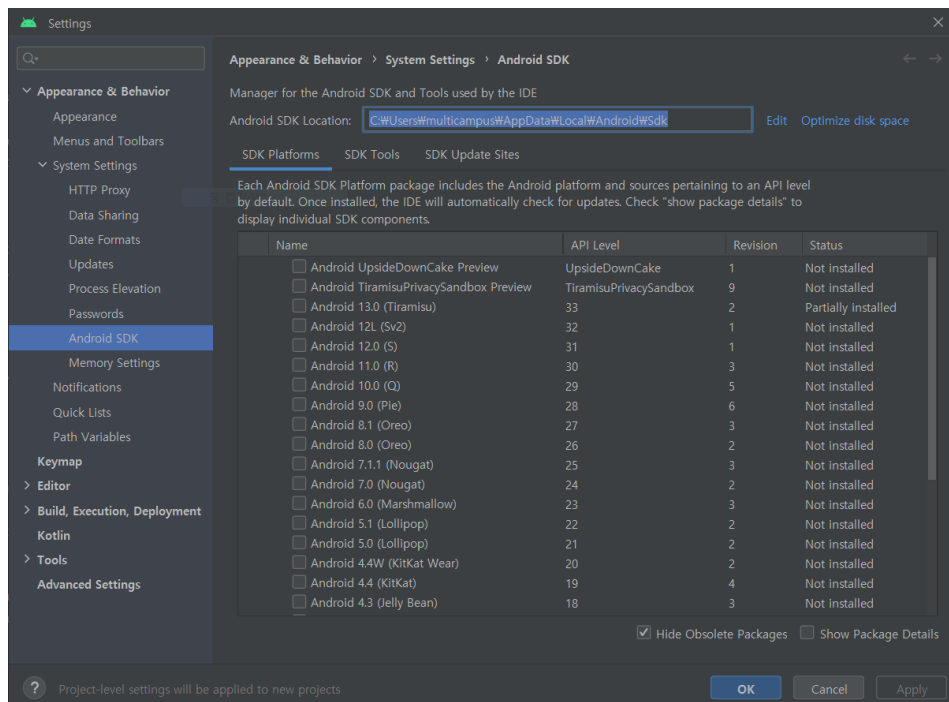 Settings
Appearance & Behavior
Appearance
Menus and Toolbars
System Settings
HTTP Proxy
Data Sharing
Date Formats
Updates
Process Elevation
Passwords
Android SDK
Memory Settings
Notifications
Quick Lists
Path Variables
Keymap
Editor
Build, Execution, Deployment
Kotlin
Tools
Advanced Settings
Appearance & Behavior › System Settings › Android SDK
Manager for the Android SDK and Tools used by the IDE
Android SDK Location: C:₩Users₩multicampus₩AppData₩Local₩Android₩Sdk Edit Optimize disk space
SDK Platforms SDK Tools SDK Update Sites
Each Android SDK Platform package includes the Android platform and sources pertaining to an API level
by default. Once installed, the IDE will automatically check for updates. Check "show package details" to
display individual SDK components.
Name API Level Revision Status
Android UpsideDownCake Preview UpsideDownCake 1 Not installed
Android TiramisuPrivacySandbox Preview TiramisuPrivacySandbox 9 Not installed
Android 13.0 (Tiramisu) 33 2 Partially installed
Android 12L (Sv2) 32 1 Not installed
Android 12.0 (S) 31 1 Not installed
Android 11.0 (R) 30 3 Not installed
Android 10.0 (Q) 29 5 Not installed
Android 9.0 (Pie) 28 6 Not installed
Android 8.1 (Oreo) 27 3 Not installed
Android 8.0 (Oreo) 26 2 Not installed
Android 7.1.1 (Nougat) 25 3 Not installed
Android 7.0 (Nougat) 24 2 Not installed
Android 6.0 (Marshmallow) 23 3 Not installed
Android 5.1 (Lollipop) 22 2 Not installed
Android 5.0 (Lollipop) 21 2 Not installed
Android 4.4W (KitKat Wear) 20 2 Not installed
Android 4.4 (KitKat) 19 4 Not installed
Android 4.3 (Jelly Bean) 18 3 Not installed
Hide Obsolete Packages Show Package Details
? Project-level settings will be applied to new projects
OK Cancel Apply